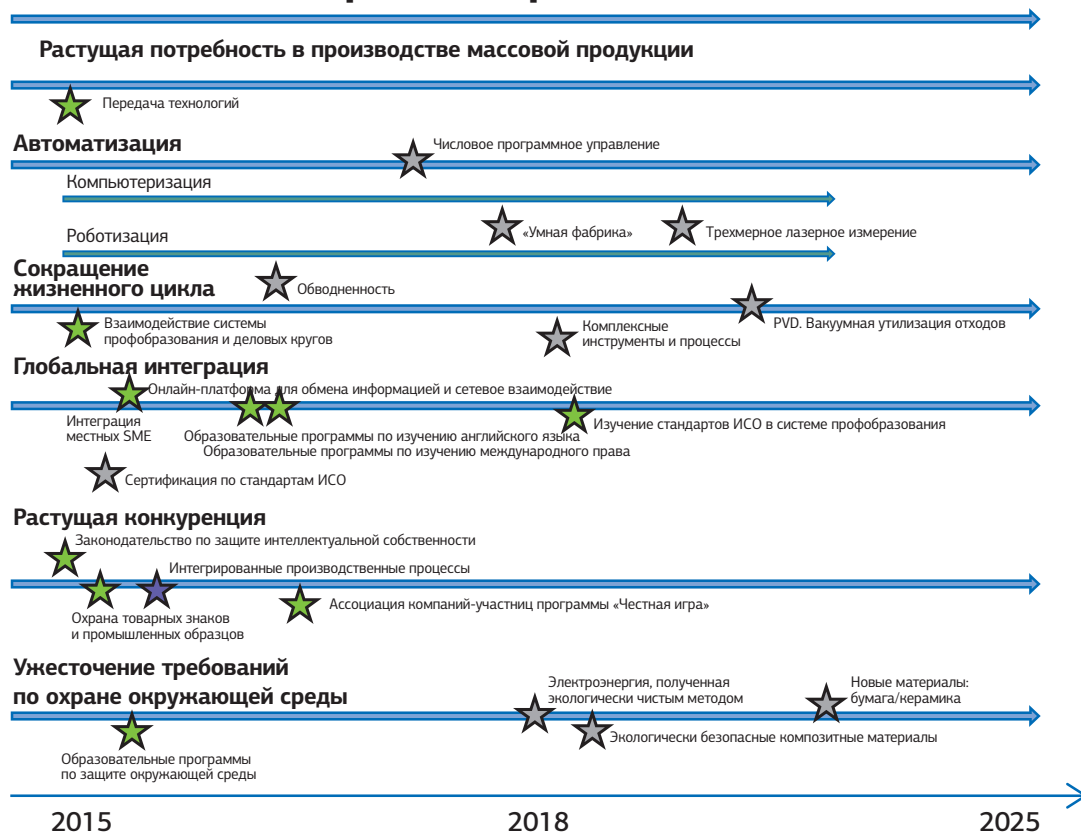 Растущая потребность в производстве массовой продукции
Передача технологий
Автоматизация
Числовое программное управление
Компьютеризация
«Умная фабрика»
Трехмерное лазерное измерение
Роботизация
Сокращение
жизненного цикла
Обводненность
Взаимодействие системы
профобразования и деловых кругов
Комплексные
инструменты и процессы
PVD. Вакуумная утилизация отходов
Глобальная интеграция
Онлайн-платформа для обмена информацией и сетевое взаимодействие
Интеграция
местных SME
Образовательные программы по изучению английского языка
Образовательные программы по изучению международного права
Изучение стандартов ИСО в системе профобразования
Сертификация по стандартам ИСО
Растущая конкуренция
Законодательство по защите интеллектуальной собственности
Интегрированные производственные процессы
Охрана товарных знаков
и промышленных образцов
Ассоциация компаний-участниц программы «Честная игра»
Ужесточение требований
по охране окружающей среды
Электроэнергия, полученная
экологически чистым методом
Новые материалы:
бумага/керамика
Экологически безопасные композитные материалы
Образовательные программы
по защите окружающей среды
2015
2018
2025